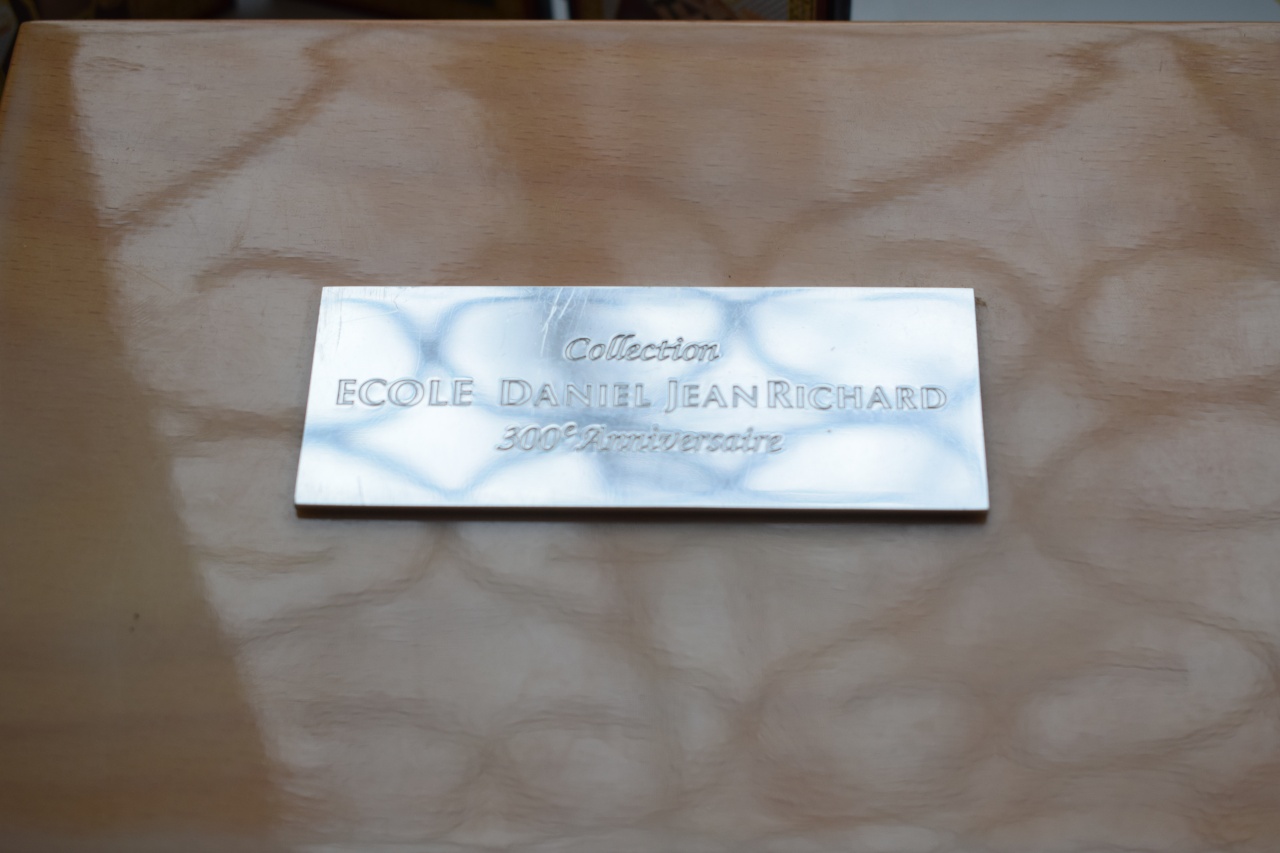 Collection
ECOLE DANIEL JEANRICHARD
300e Anniversaire